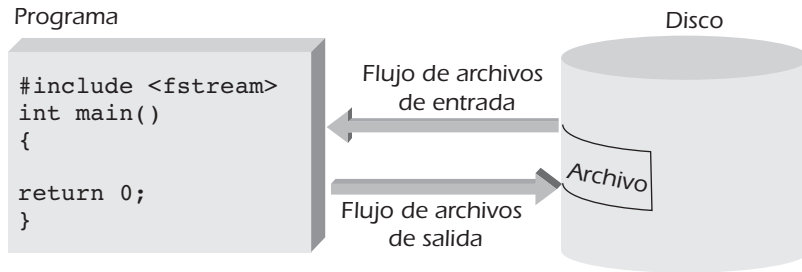 Programa
#include <fstream>
int main()
{
return 0;
}
Flujo de archivos
de entrada
Flujo de archivos
de salida
Disco
Archivo